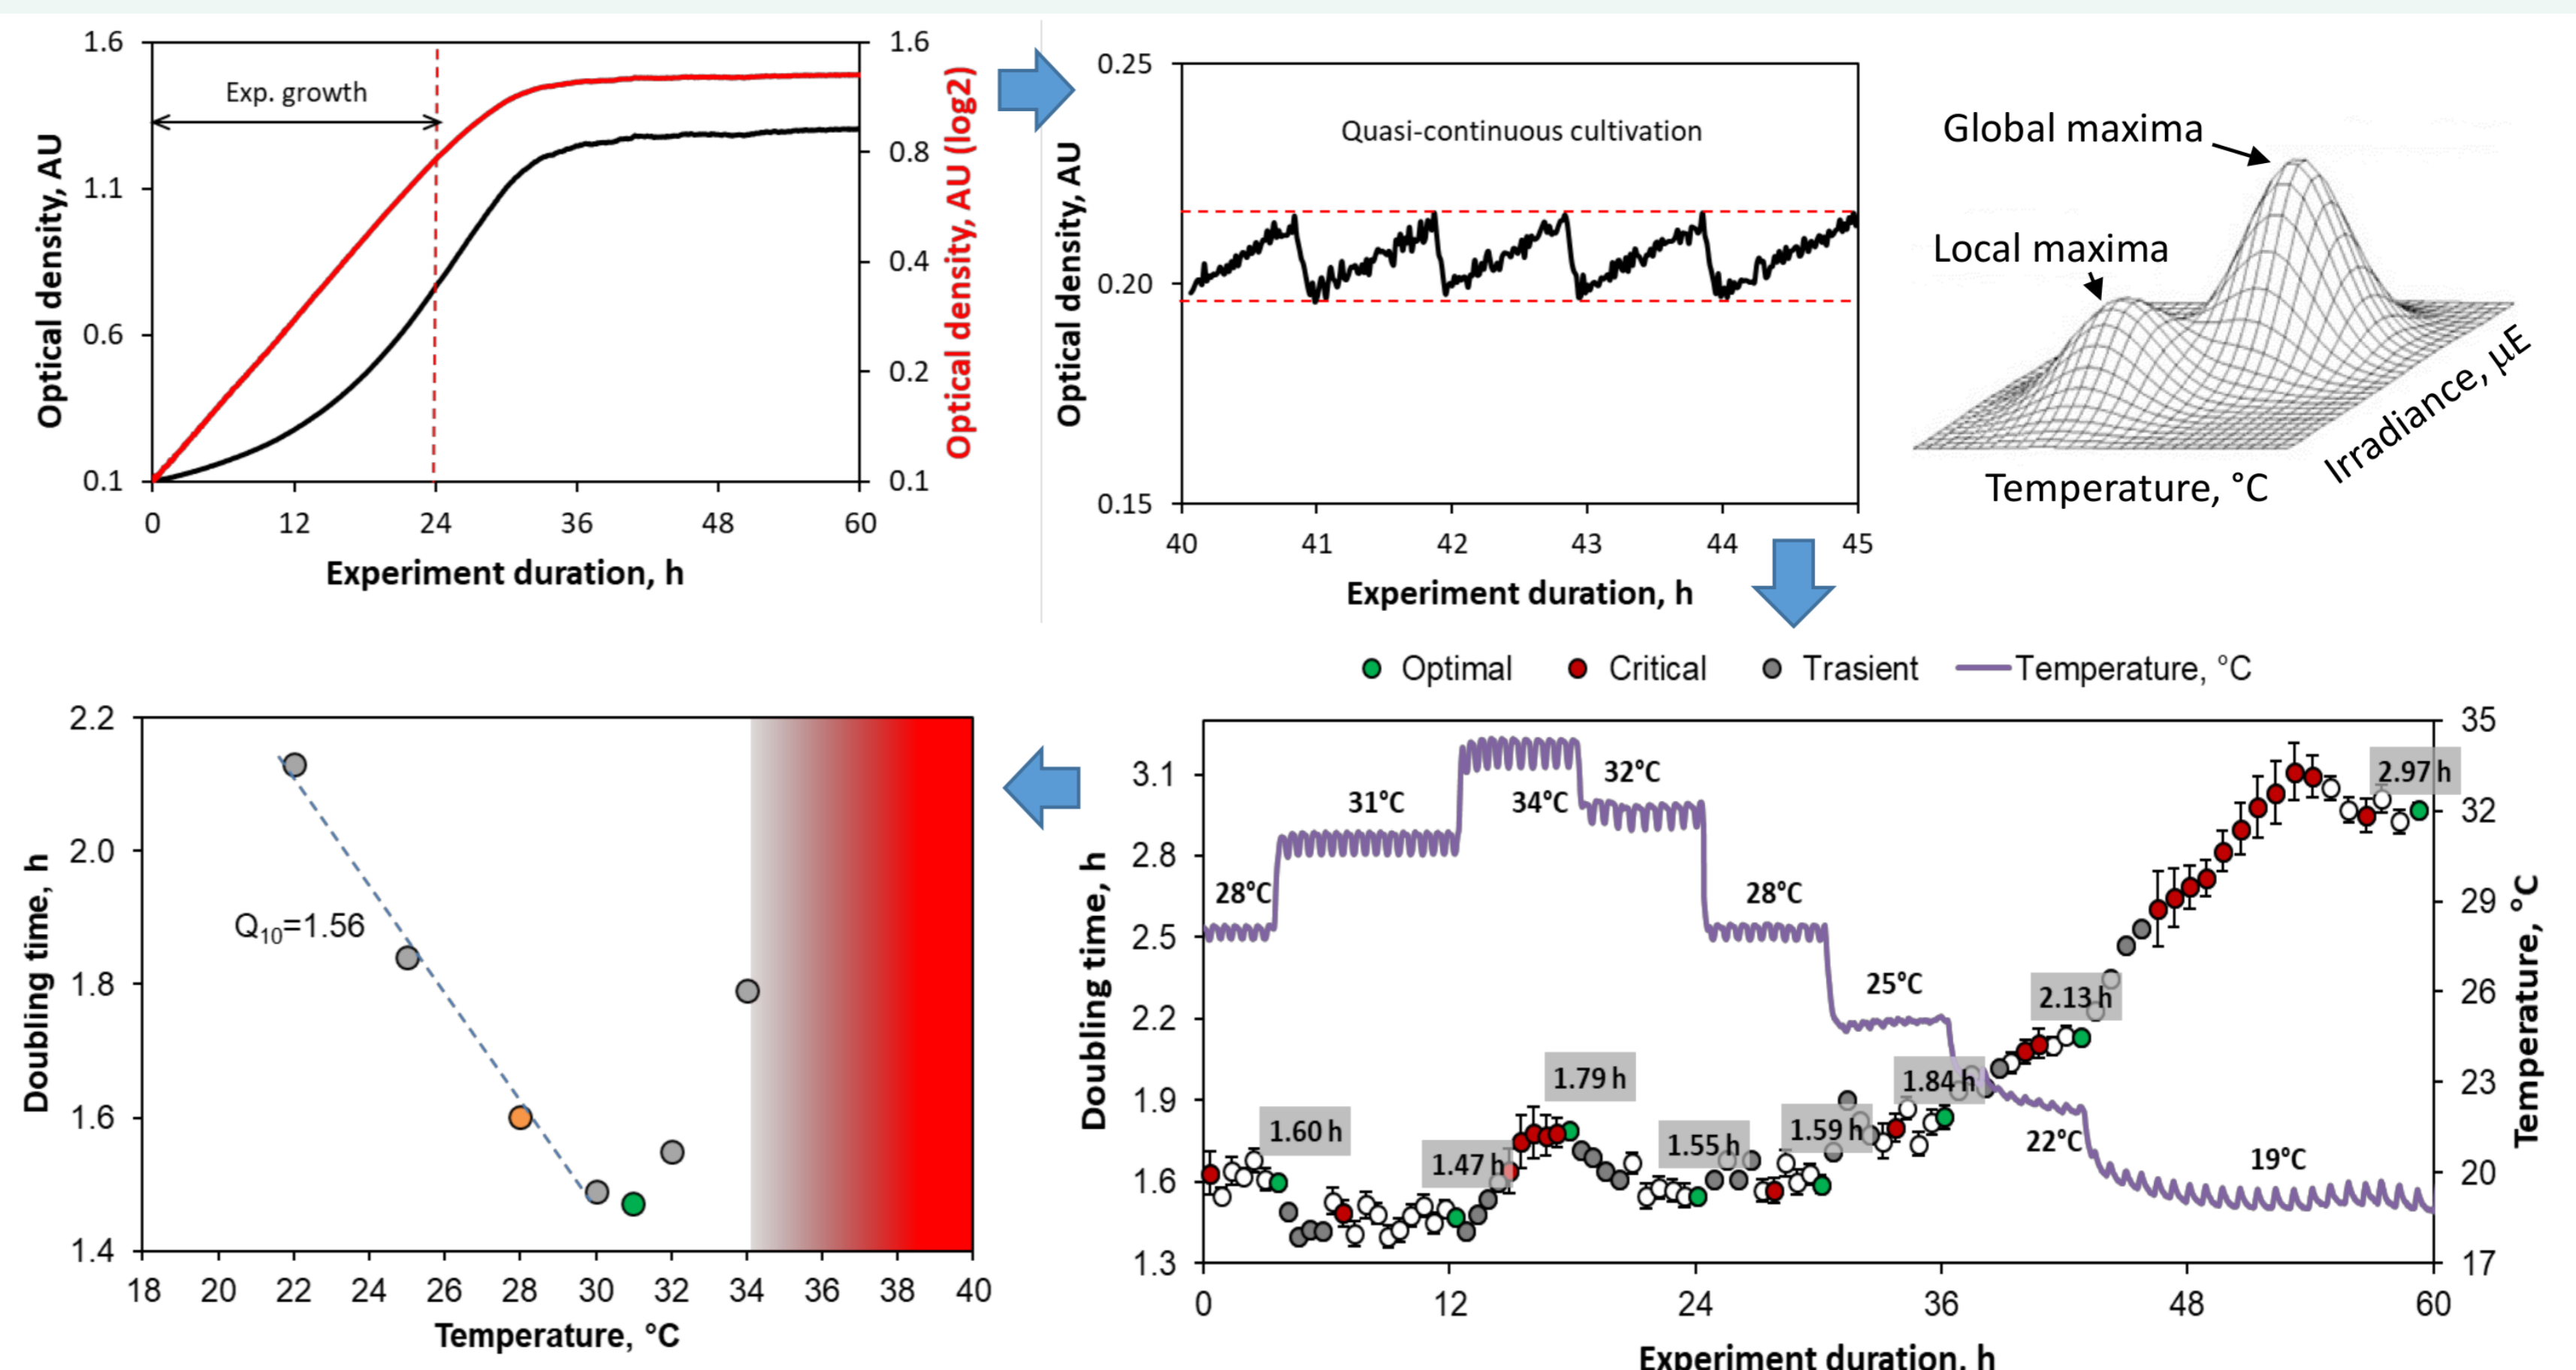 1.6
1.1
0.6
0.1
Optical density, AU
Exp. growth
1.6
0.8
0.4
0.2
0.1
Optical density, AU (log2)
0 12 24 36 48 60
Experiment duration, h
0.25
0.20
0.15
Optical density, AU
Quasi-continuous cultivation
40 41 42 43 44 45
Experiment duration, h
Global maxima
Local maxima
Temperature, °C
Irradiance, µE
2.2
2.0
1.8
1.6
1.4
Doubling time, h
Q10=1.56
18 20 22 24 26 28 30 32 34 36 38 40
Temperature, °C
Optimal Critical Trasient Temperature, °C
3.1
2.8
2.5
2.2
1.9
1.6
1.3
Doubling time, h
28°C
31°C
34°C
32°C
28°C
25°C
22°C
19°C
1.60 h
1.47 h
1.79 h
1.55 h
1.59 h
1.84 h
2.13 h
2.97 h
35
32
29
26
23
20
17
Temperature, °C
0 12 24 36 48 60
Experiment duration, h